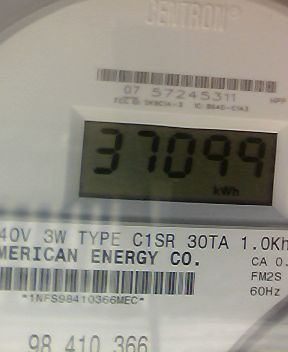 CENTRON®
07 57245311
37099
kWh
40V 3W TYPE C1SR 30TA 1.0Kh
MERICAN ENERGY CO.
CA 0.
FM2S
*1NFS98410366MEC*
60Hz
98 410 366